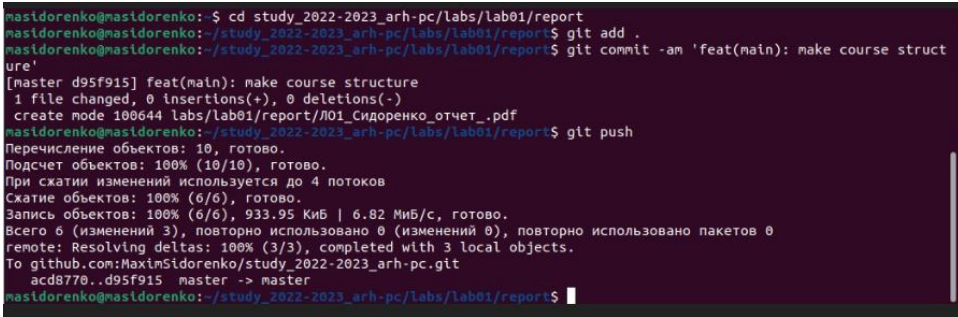 masidorenko@masidorenko:~$ cd study_2022-2023_arh-pc/labs/lab01/report
masidorenko@masidorenko:~/study_2022-2023_arh-pc/labs/lab01/report$ git add .
masidorenko@masidorenko:~/study_2022-2023_arh-pc/labs/lab01/report$ git commit -am 'feat(main): make course struct
ure'
[master d95f915] feat(main): make course structure
1 file changed, 0 insertions(+), 0 deletions(-)
create mode 100644 labs/lab01/report/ЛО1_Сидоренко_отчет_.pdf
masidorenko@masidorenko:~/study_2022-2023_arh-pc/labs/lab01/report$ git push
Перечисление объектов: 10, готово.
Подсчет объектов: 100% (10/10), готово.
При сжатии изменений используется до 4 потоков
Сжатие объектов: 100% (6/6), готово.
Запись объектов: 100% (6/6), 933.95 КиБ | 6.82 МиБ/с, готово.
Всего 6 (изменений 3), повторно использовано 0 (изменений 0), повторно использовано пакетов 0
remote: Resolving deltas: 100% (3/3), completed with 3 local objects.
To github.com:MaximSidorenko/study_2022-2023_arh-pc.git
acd8770..d95f915 master -> master
masidorenko@masidorenko:~/study_2022-2023_arh-pc/labs/lab01/report$